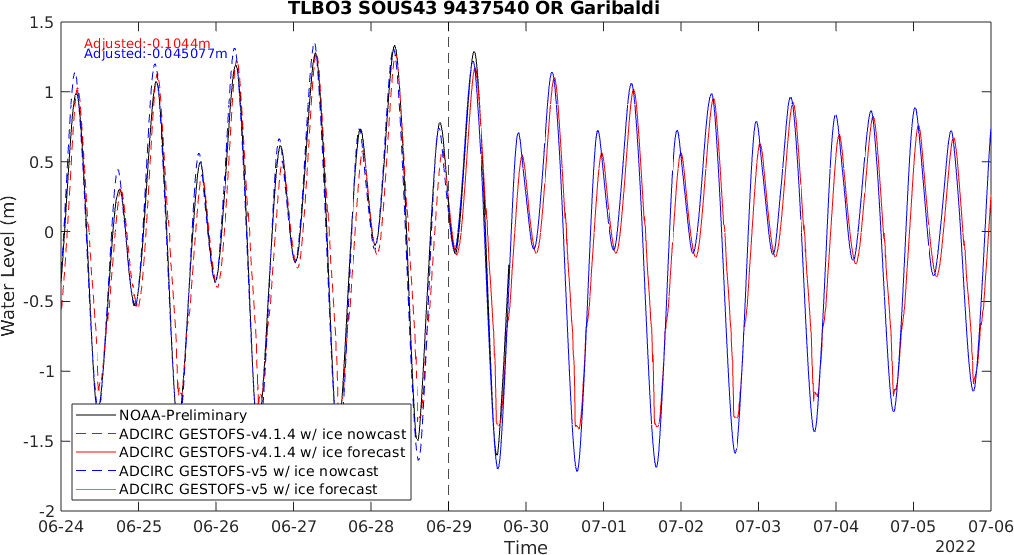 TLBO3 SOUS43 9437540 OR Garibaldi
Adjusted:-0.1044m
Adjusted:-0.045077m
Water Level (m)
1.5
1
0.5
0
-0.5
-1
-1.5
-2
NOAA-Preliminary
ADCIRC GESTOFS-v4.1.4 w/ ice nowcast
ADCIRC GESTOFS-v4.1.4 w/ ice forecast
ADCIRC GESTOFS-v5 w/ ice nowcast
ADCIRC GESTOFS-v5 w/ ice forecast
06-24 06-25 06-26 06-27 06-28 06-29 06-30 07-01 07-02 07-03 07-04 07-05 07-06
Time
2022